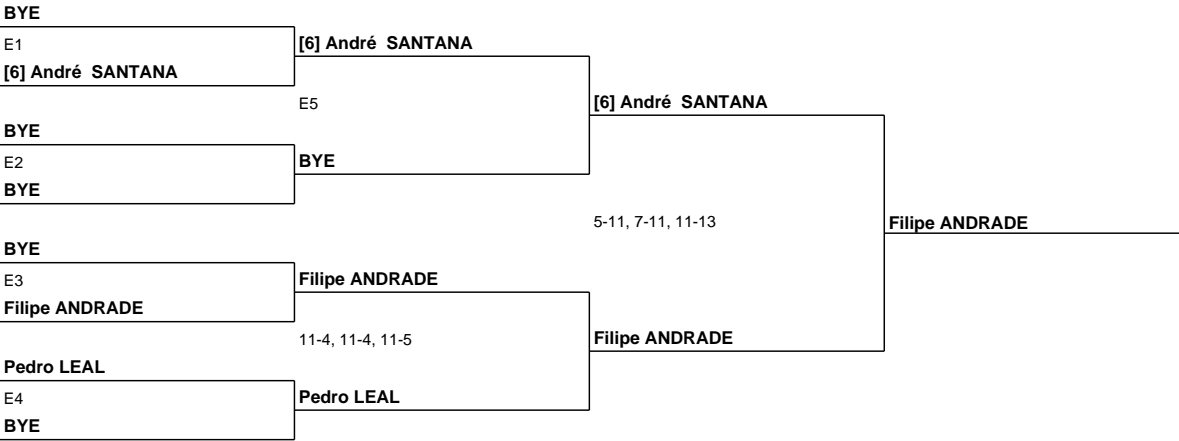 BYE
E1
[6] André SANTANA
[6] André SANTANA
E5
[6] André SANTANA
BYE
E2
BYE
BYE
5-11, 7-11, 11-13
Filipe ANDRADE
BYE
E3
Filipe ANDRADE
Filipe ANDRADE
11-4, 11-4, 11-5
Filipe ANDRADE
Pedro LEAL
E4
Pedro LEAL
BYE